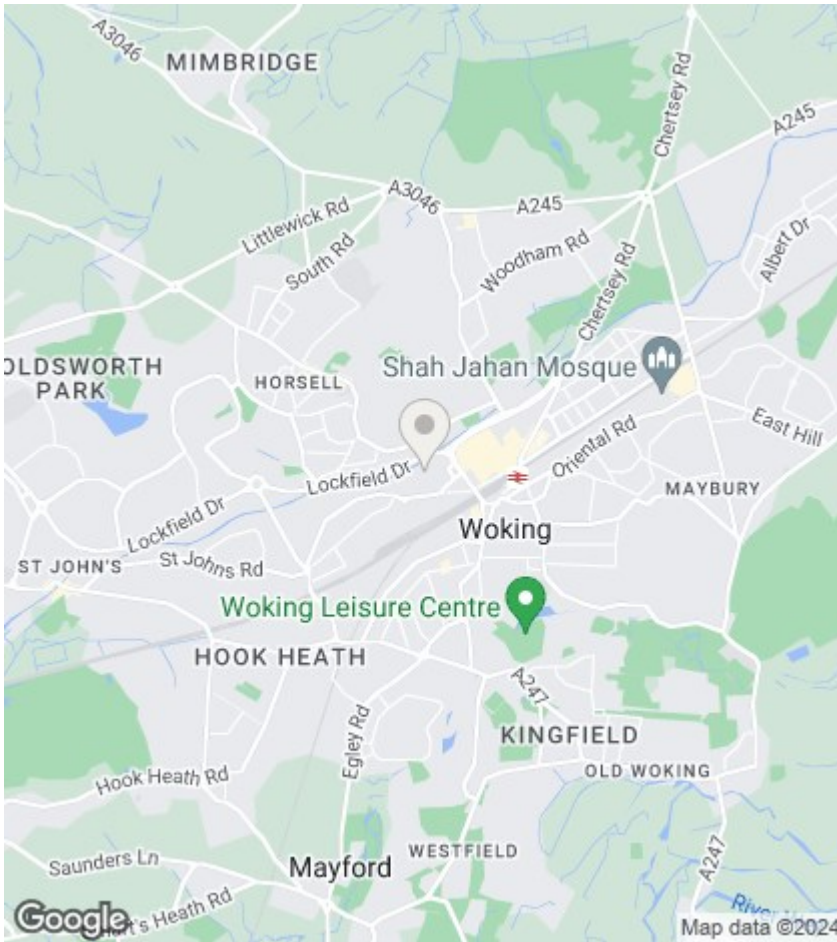 A3046
MIMBRIDGE
Chertsey Rd
A245
A3046
A245
Littlewick Rd
South Rd
Woodham Rd
Chertsey Rd
Albert Dr
OLDSWORTH
PARK
HORSELL
Shah Jahan Mosque
East Hill
Oriental Rd
Lockfield Dr
MAYBURY
Lockfield Dr
Woking
ST JOHN'S
St Johns Rd
Woking Leisure Centre
HOOK HEATH
A247
Egley Rd
KINGFIELD
OLD WOKING
Hook Heath Rd
WESTFIELD
A247
Saunders Ln
Mayford
River
Heath Rd
Google
Map data ©2024